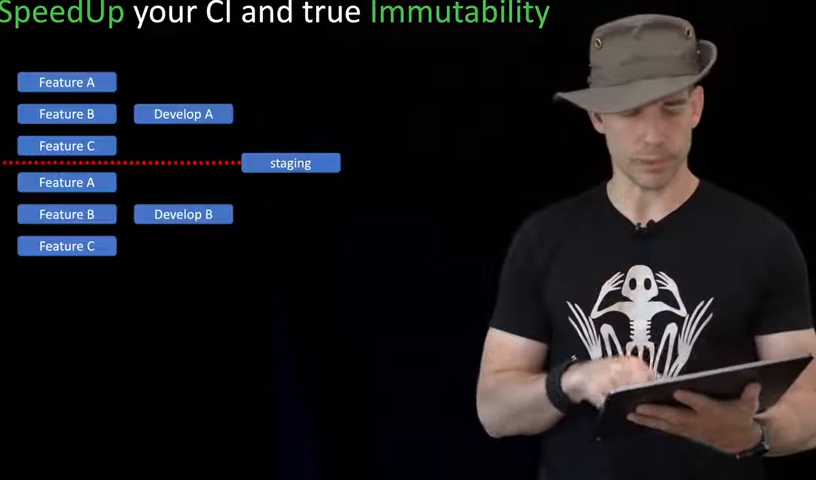 SpeedUp your CI and true Immutability
Feature A
Feature B
Develop A
Feature C
staging
Feature A
Feature B
Develop B
Feature C